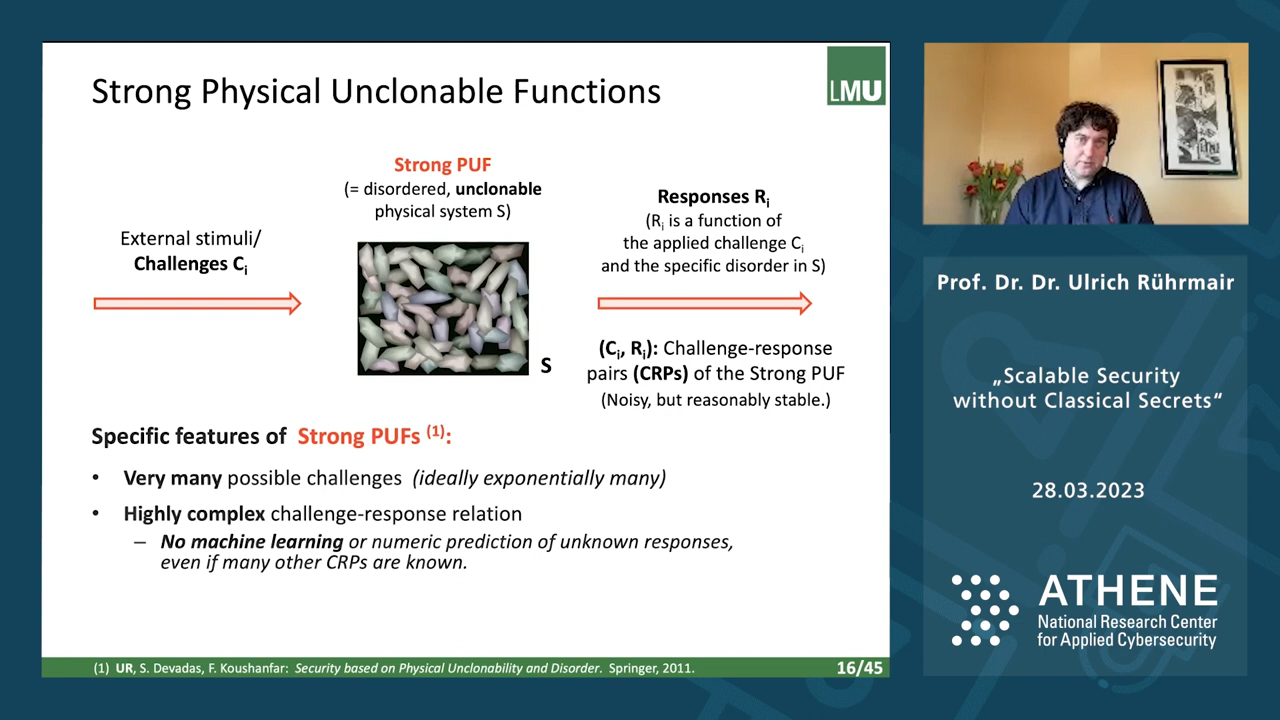 Strong Physical Unclonable Functions
LMU
Strong PUF
(= disordered, unclonable
physical system S)
External stimuli/
Challenges Ci
S
Responses Ri
(Ri is a function of
the applied challenge Ci
and the specific disorder in S)
(Ci, Ri): Challenge-response
pairs (CRPs) of the Strong PUF
(Noisy, but reasonably stable.)
Specific features of Strong PUFs (1):
• Very many possible challenges (ideally exponentially many)
• Highly complex challenge-response relation
– No machine learning or numeric prediction of unknown responses,
even if many other CRPs are known.
(1) UR, S. Devadas, F. Koushanfar: Security based on Physical Unclonability and Disorder. Springer, 2011.
16/45
Prof. Dr. Dr. Ulrich Rührmair
„Scalable Security
without Classical Secrets“
28.03.2023
ATHENE
National Research Center
for Applied Cybersecurity